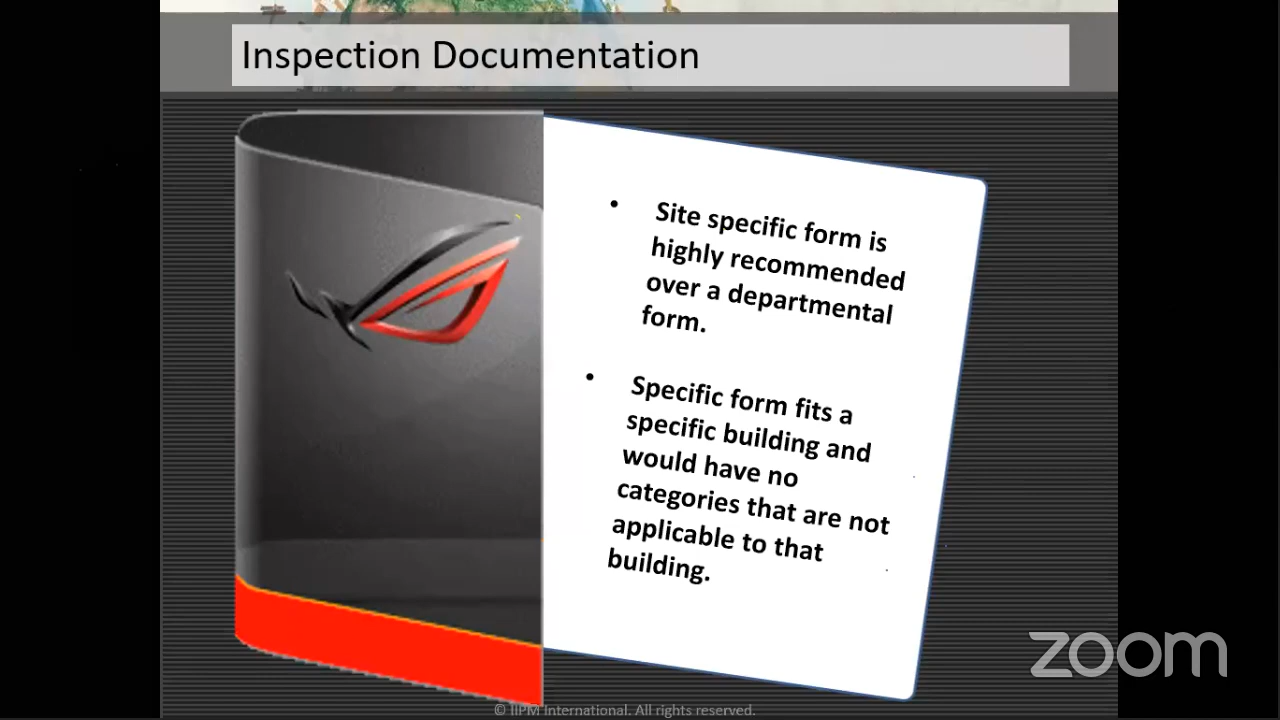 Inspection Documentation
• Site specific form is
highly recommended
over a departmental
form.
• Specific form fits a
specific building and
would have no
categories that are not
applicable to that
building.
zoom
© IIPM International. All rights reserved.